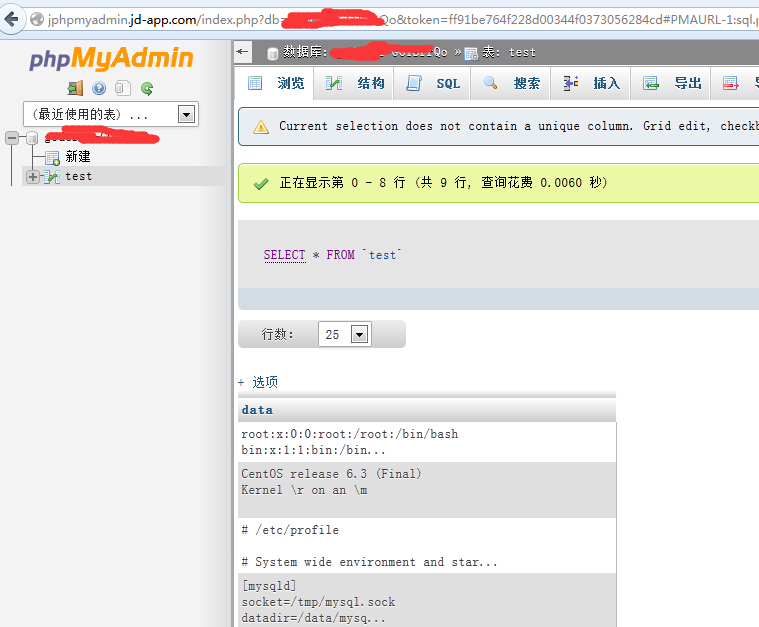 jphpmyadmin.jd-app.com/index.php?db= Qo&token=ff91be764f228d00344f0373056284cd#PMAURL-1:sql.p
phpMyAdmin
(最近使用的表) ...
新建
test
数据库: » 表: test
浏览 结构 SQL 搜索 插入 导出
Current selection does not contain a unique column. Grid edit, checkb
正在显示第 0 - 8 行 (共 9 行, 查询花费 0.0060 秒)
SELECT * FROM `test`
行数: 25
+ 选项
data
root:x:0:0:root:/root:/bin/bash
bin:x:1:1:bin:/bin...
CentOS release 6.3 (Final)
Kernel \r on an \m
# /etc/profile
# System wide environment and star...
[mysqld]
socket=/tmp/mysql.sock
datadir=/data/mysq...